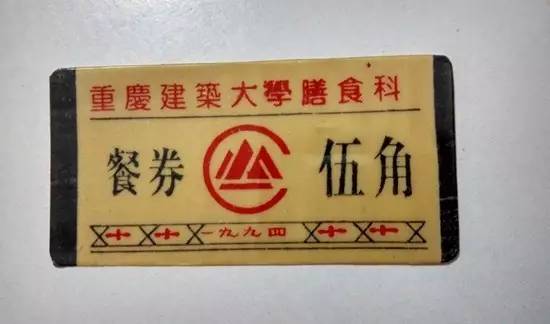 重慶建築大學膳食科
餐券 伍角
一九九四